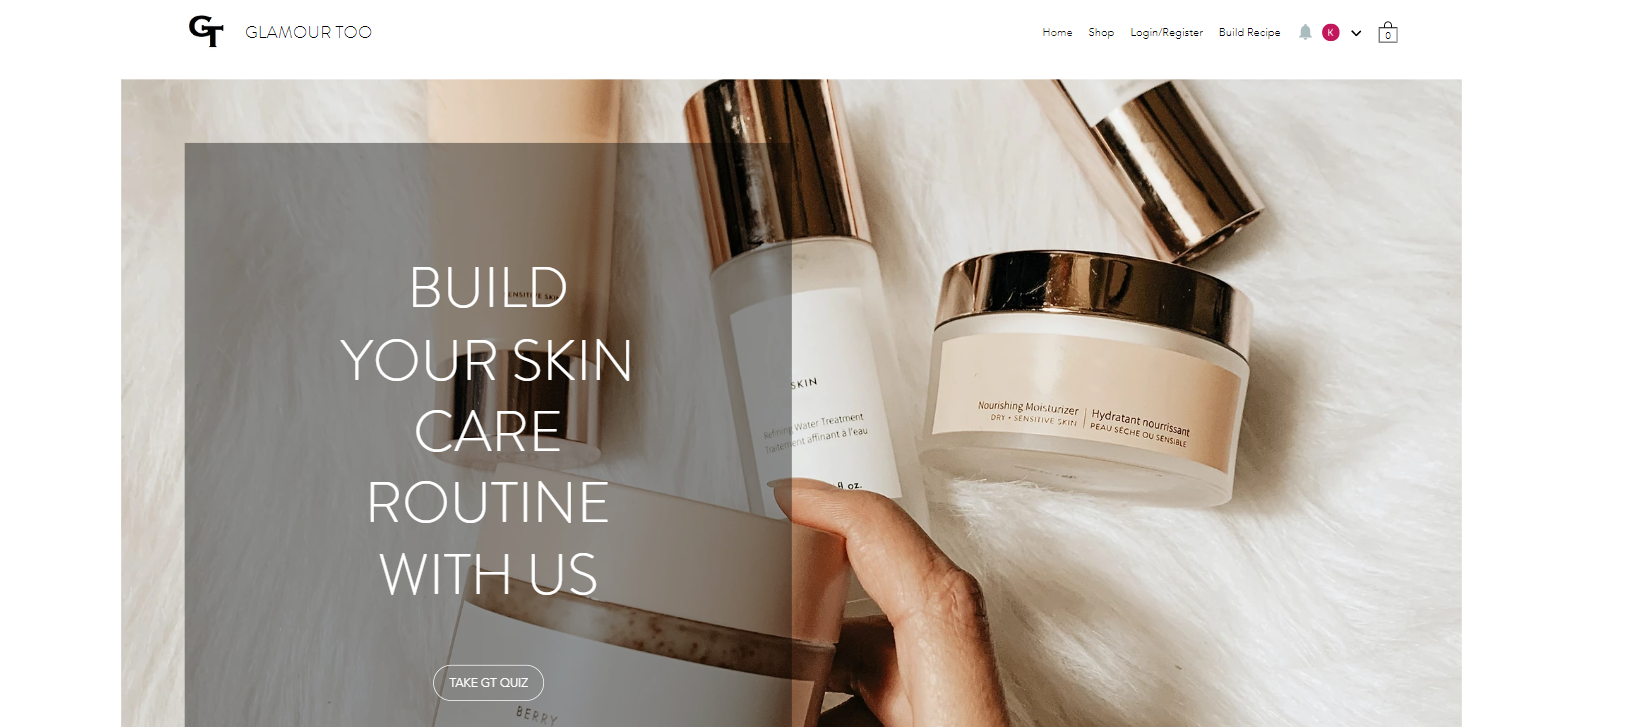 GT
GLAMOUR TOO
Home Shop Login/Register Build Recipe K 0
BUILD
YOUR SKIN
CARE
ROUTINE
WITH US
TAKE GT QUIZ
ENSITIVE SKIN
SKIN
Refining Water Treatment
Traitement affinant à l'eau
fl oz.
Nourishing Moisturizer | Hydratant nourrissant
DRY + SENSITIVE SKIN | PEAU SÈCHE OU SENSIBLE
BERRY